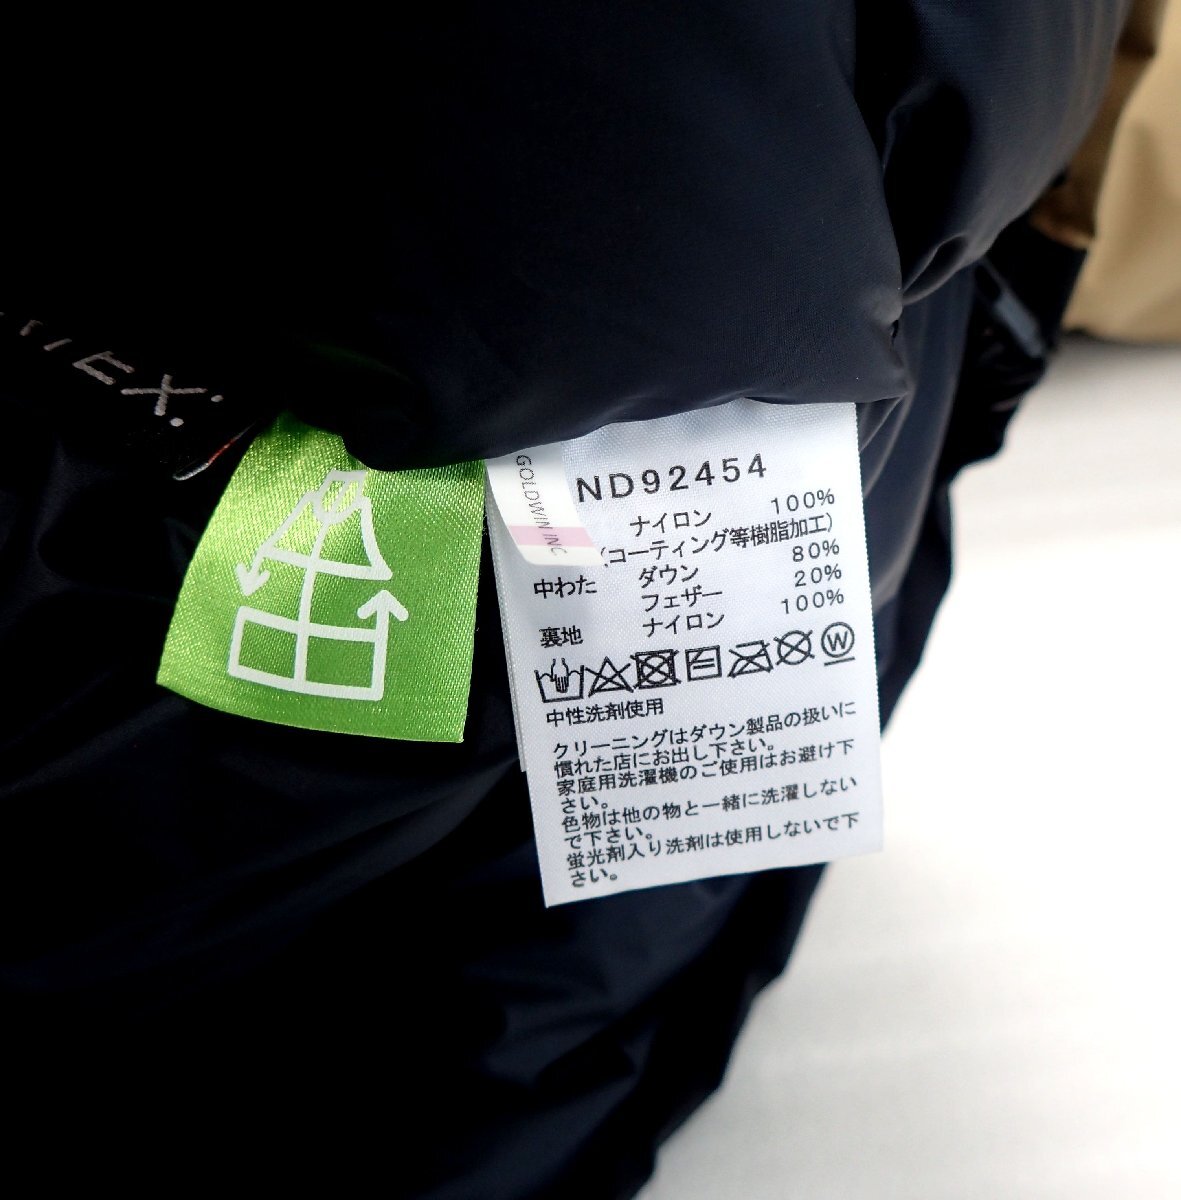 TEX.
GOLDWIN INC
ND92454
ナイロン 100%
(コーティング等樹脂加工)
中わた ダウン 80%
フェザー 20%
裏地 ナイロン 100%
W
中性洗剤使用
クリーニングはダウン製品の扱いに
慣れた店にお出し下さい。
家庭用洗濯機のご使用はお避け下
さい。
色物は他の物と一緒に洗濯しない
で下さい。
蛍光剤入り洗剤は使用しないで下
さい。